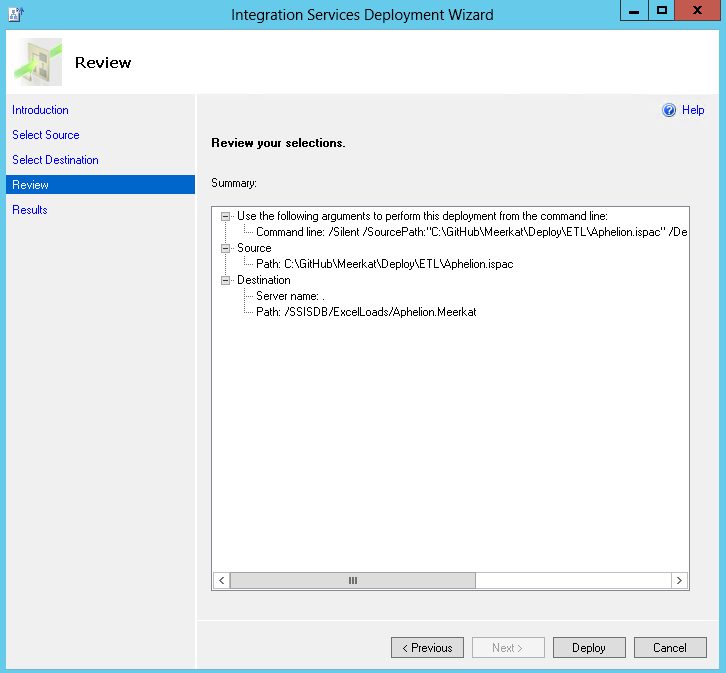 Integration Services Deployment Wizard
Review
Introduction
Select Source
Select Destination
Review
Results
Help
Review your selections.
Summary:
Use the following arguments to perform this deployment from the command line:
Command line: /Silent /SourcePath:"C:\GitHub\Meerkat\Deploy\ETL\Aphelion.ispac" /De
Source
Path: C:\GitHub\Meerkat\Deploy\ETL\Aphelion.ispac
Destination
Server name: .
Path: /SSISDB/ExcelLoads/Aphelion.Meerkat
< Previous
Next >
Deploy
Cancel